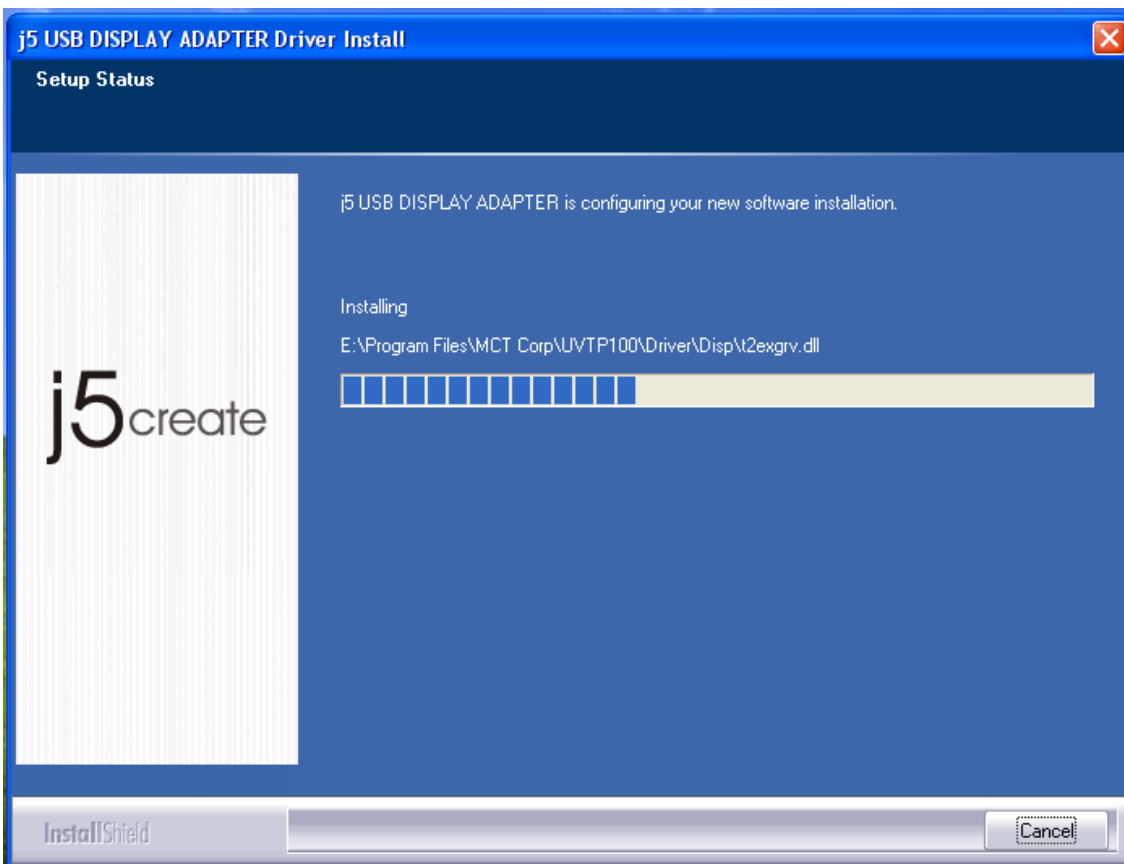 j5 USB DISPLAY ADAPTER Driver Install
Setup Status
j5 USB DISPLAY ADAPTER is configuring your new software installation.
Installing
E:\Program Files\MCT Corp\UVTP100\Driver\Disp\t2exgrv.dll
j5create
InstallShield
Cancel